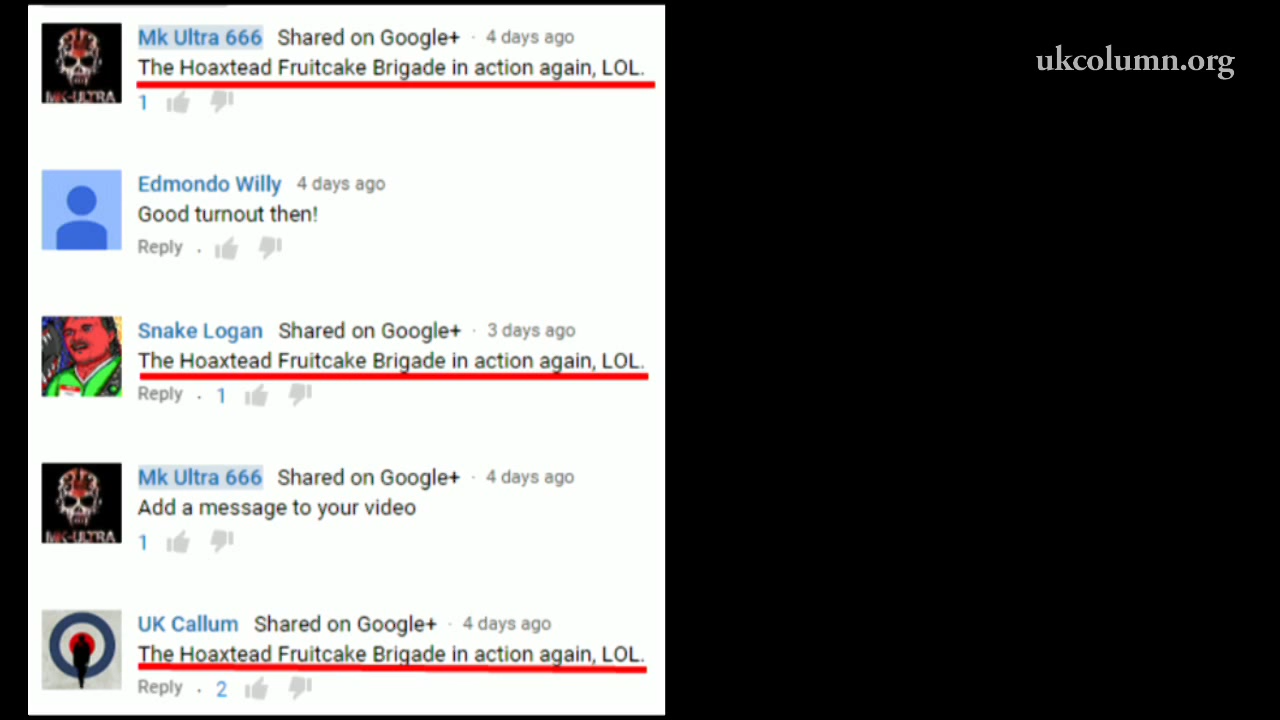 Mk Ultra 666 Shared on Google+ · 4 days ago
ukcolumn.org
The Hoaxtead Fruitcake Brigade in action again, LOL.
MK-ULTRA
1
Edmondo Willy 4 days ago
Good turnout then!
Reply ·
Snake Logan Shared on Google+ · 3 days ago
The Hoaxtead Fruitcake Brigade in action again, LOL.
Reply · 1
Mk Ultra 666 Shared on Google+ · 4 days ago
Add a message to your video
MK-ULTRA
1
UK Callum Shared on Google+ · 4 days ago
The Hoaxtead Fruitcake Brigade in action again, LOL.
Reply · 2